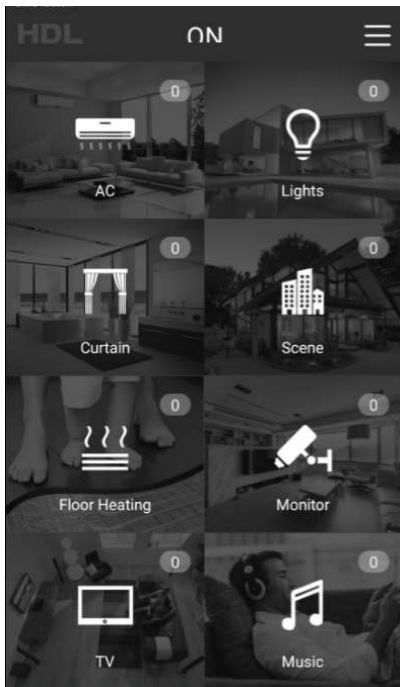 HDL ON
0 0
AC Lights
0 0
Curtain Scene
0 0
Floor Heating Monitor
0 0
TV Music